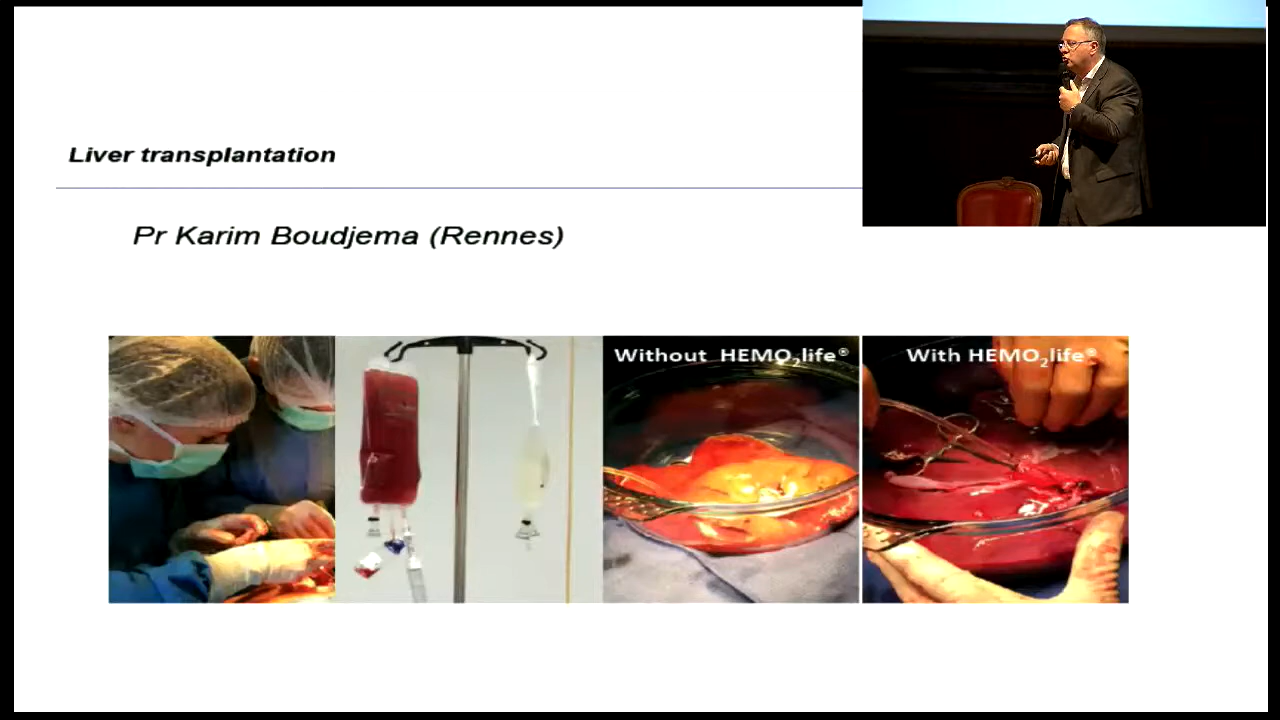 Liver transplantation
Pr Karim Boudjema (Rennes)
Without HEMO₂life®
With HEMO₂life®